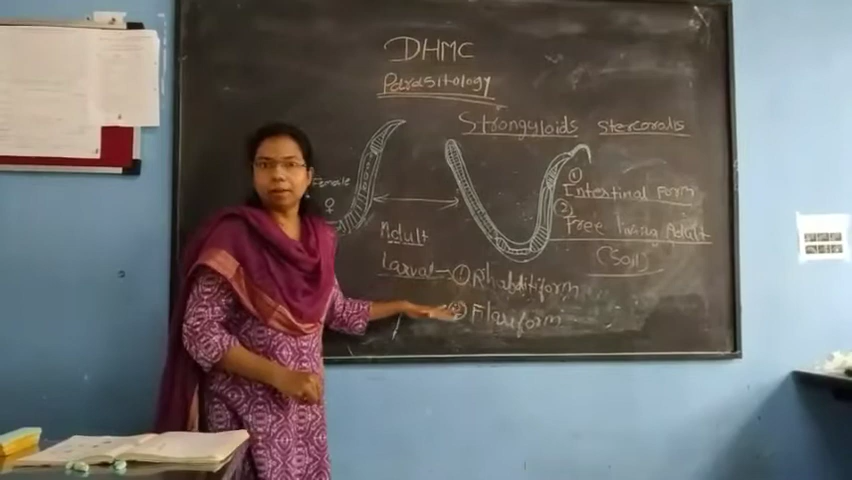 DHMC
Parasitology
Strongyloids stercoralis
Female
♀
① Intestinal form
② Free living Adult
(Soil)
Adult
Larval → ① Rhabditiform
② Filariform